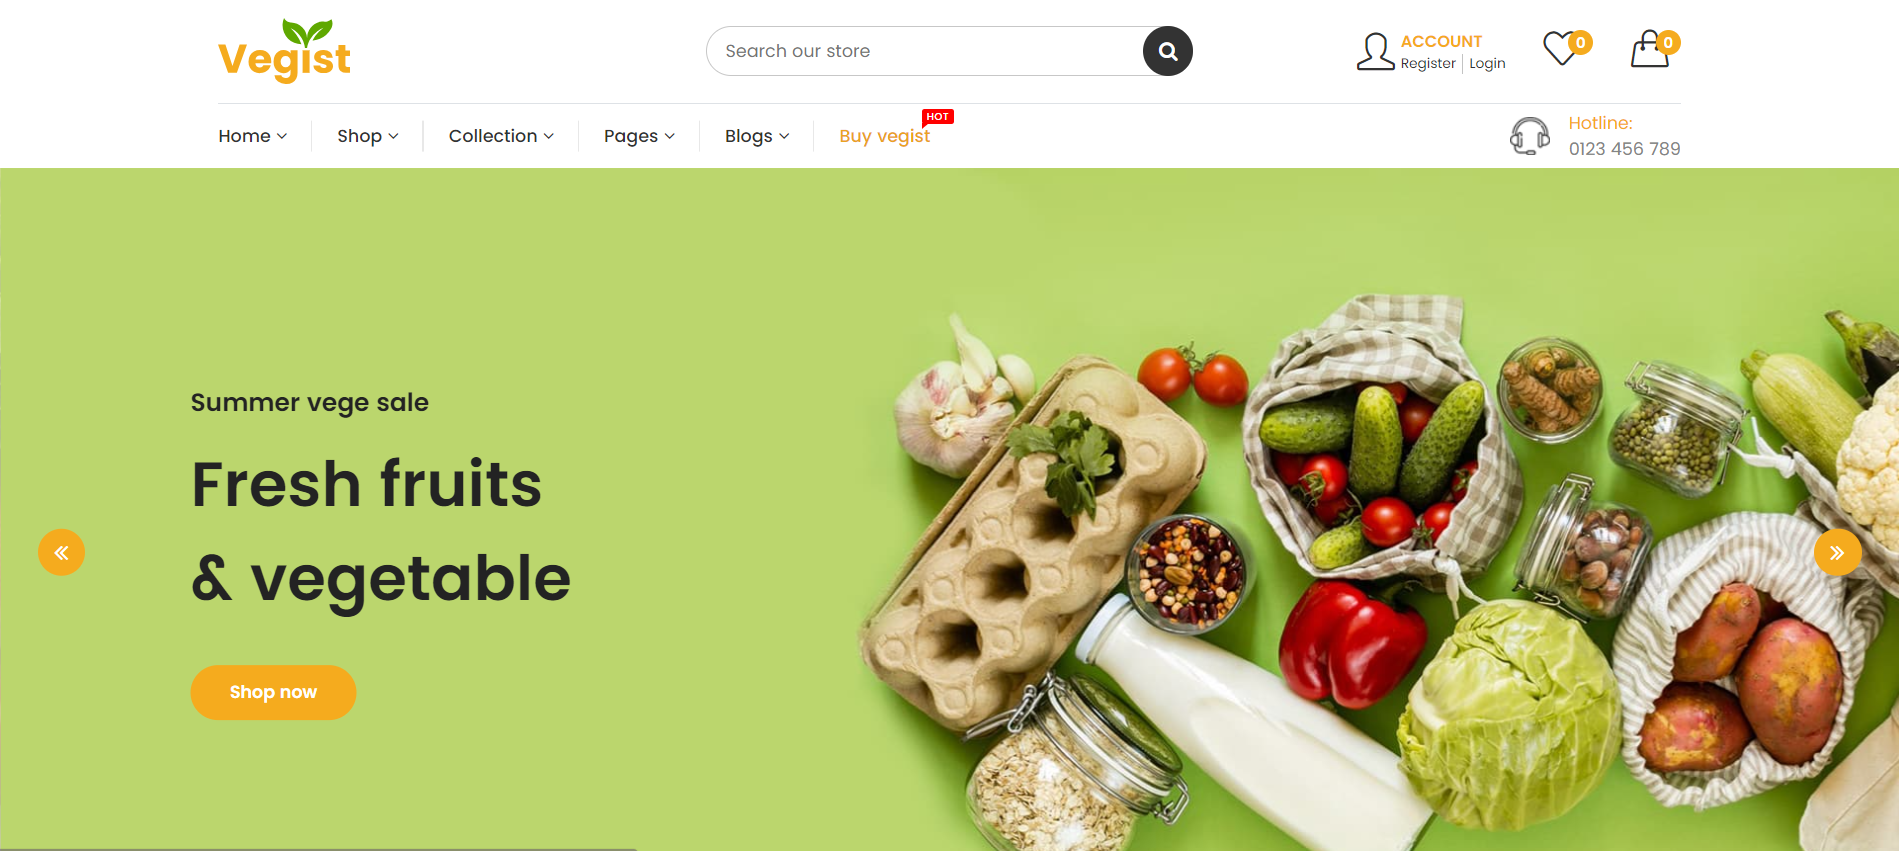 Vegist
Search our store
ACCOUNT
Register Login
0
0
HOT
Home Shop Collection Pages Blogs Buy vegist
Hotline:
0123 456 789
Summer vege sale
Fresh fruits
& vegetable
Shop now